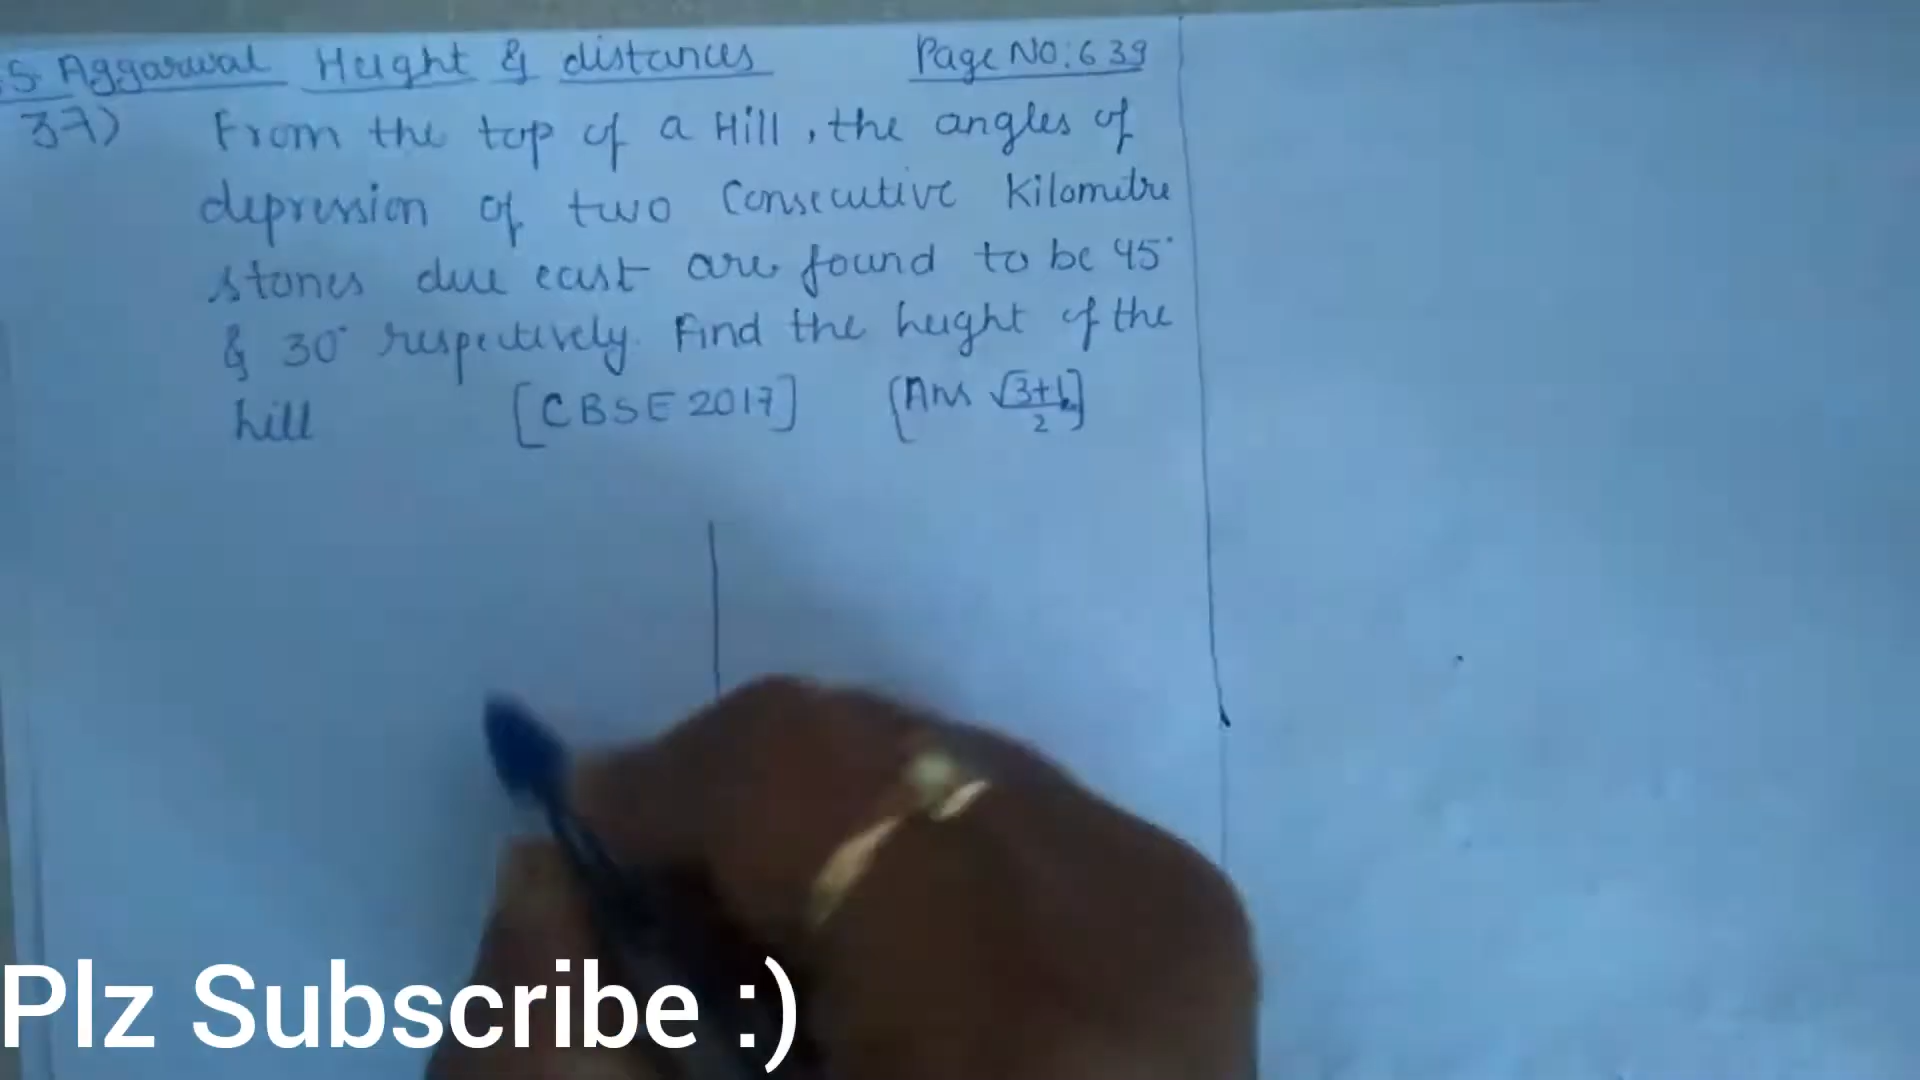 S. Aggarwal Height & distances Page No: 639
37) From the top of a Hill, the angles of
depression of two Consecutive Kilometre
stones due east are found to be 45°
& 30° respectively. Find the height of the
hill [CBSE 2017] [Ans √3+1/2]
Plz Subscribe :)